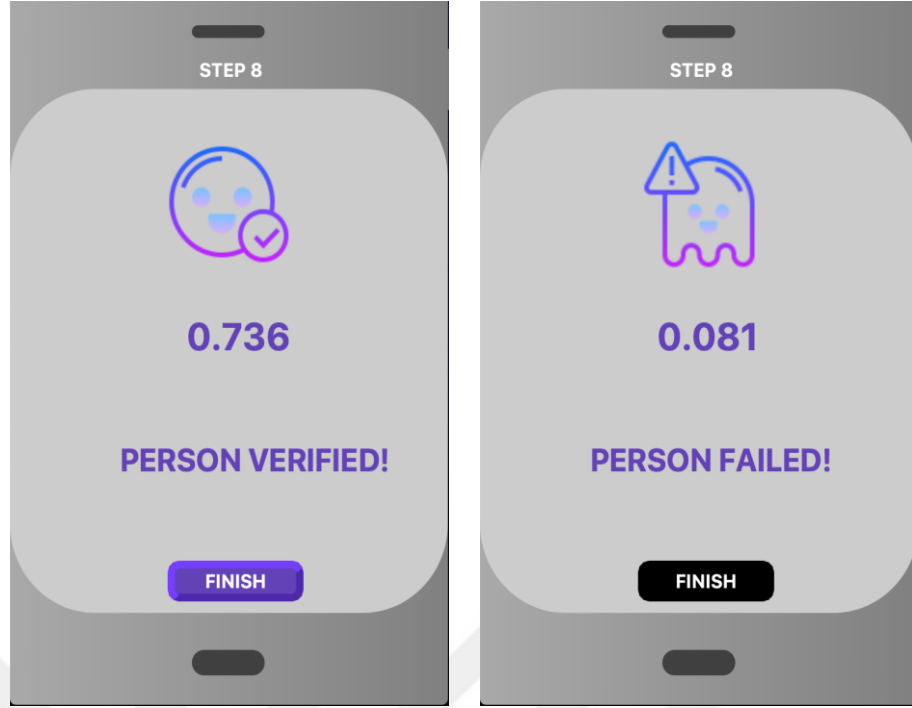 STEP 8
0.736
PERSON VERIFIED!
FINISH
STEP 8
0.081
PERSON FAILED!
FINISH